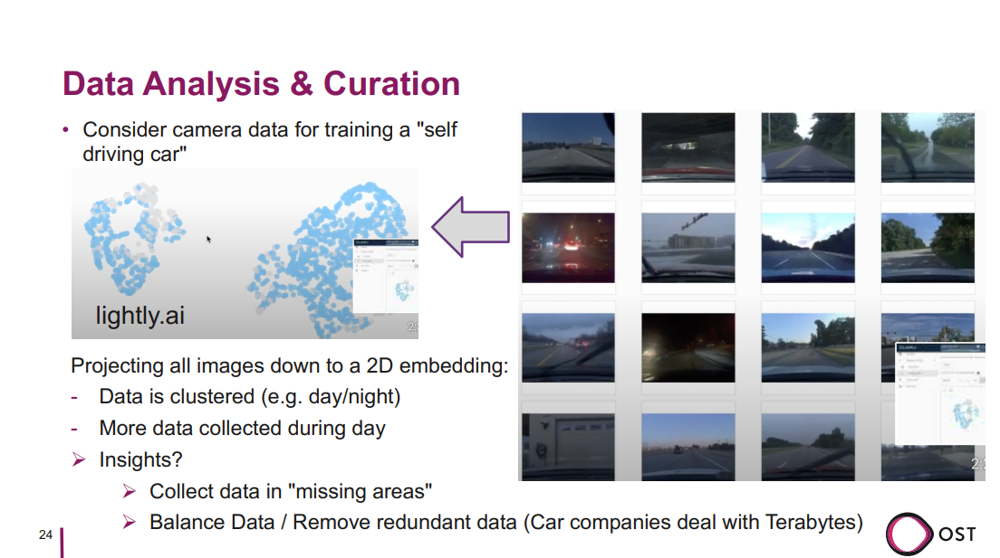 Data Analysis & Curation
• Consider camera data for training a "self
driving car"
lightly.ai
Projecting all images down to a 2D embedding:
- Data is clustered (e.g. day/night)
- More data collected during day
➢ Insights?
➢ Collect data in "missing areas"
➢ Balance Data / Remove redundant data (Car companies deal with Terabytes)
24
OST